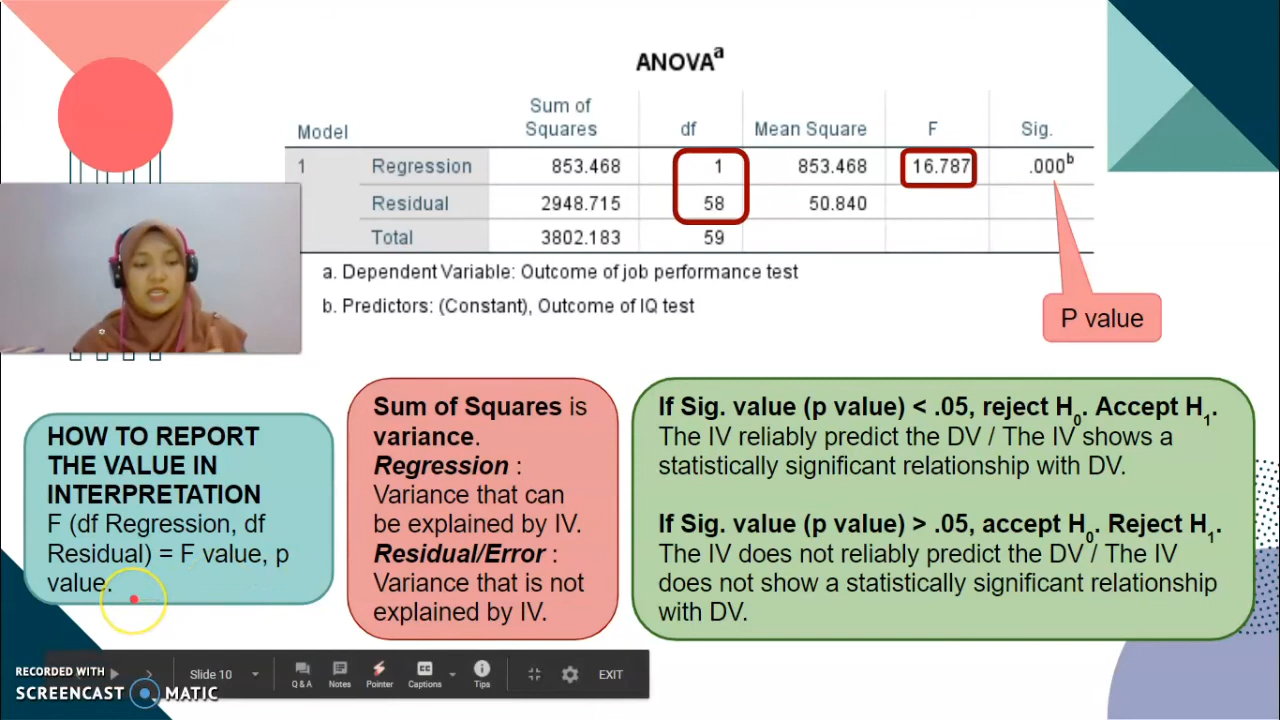 ANOVAa
Model Sum of Squares df Mean Square F Sig.
1 Regression 853.468 1 853.468 16.787 .000b
Residual 2948.715 58 50.840
Total 3802.183 59
a. Dependent Variable: Outcome of job performance test
b. Predictors: (Constant), Outcome of IQ test
P value
HOW TO REPORT
THE VALUE IN
INTERPRETATION
F (df Regression, df
Residual) = F value, p
value.
Sum of Squares is
variance.
Regression :
Variance that can
be explained by IV.
Residual/Error :
Variance that is not
explained by IV.
If Sig. value (p value) < .05, reject H0. Accept H1.
The IV reliably predict the DV / The IV shows a
statistically significant relationship with DV.
If Sig. value (p value) > .05, accept H0. Reject H1.
The IV does not reliably predict the DV / The IV
does not show a statistically significant relationship
with DV.
Slide 10 Q & A Notes Pointer Captions Tips EXIT
RECORDED WITH
SCREENCAST MATIC